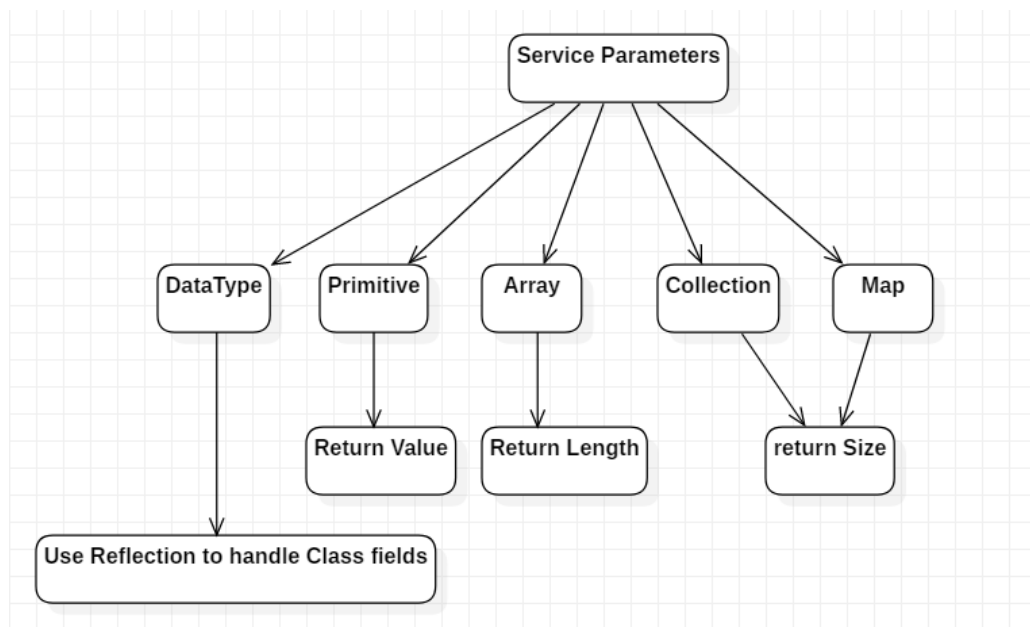 Service Parameters
DataType
Primitive
Array
Collection
Map
Return Value
Return Length
return Size
Use Reflection to handle Class fields